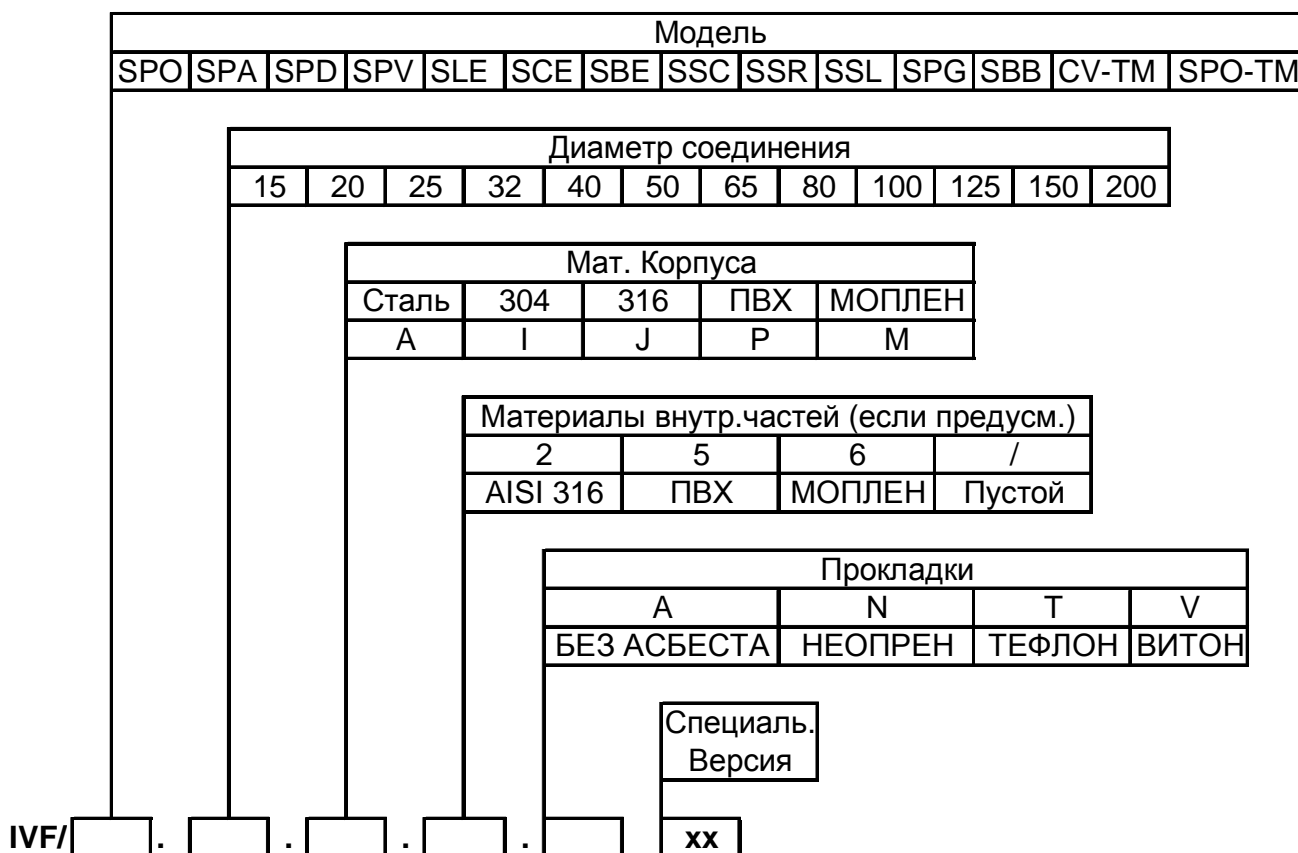 Модель
SPO SPA SPD SPV SLE SCE SBE SSC SSR SSL SPG SBB CV-TM SPO-TM
Диаметр соединения
15 20 25 32 40 50 65 80 100 125 150 200
Мат. Корпуса
Сталь 304 316 ПВХ МОПЛЕН
A I J P M
Материалы внутр.частей (если предусм.)
2 5 6 /
AISI 316 ПВХ МОПЛЕН Пустой
Прокладки
A N T V
БЕЗ АСБЕСТА НЕОПРЕН ТЕФЛОН ВИТОН
Специаль.
Версия
IVF/ . . . . xx